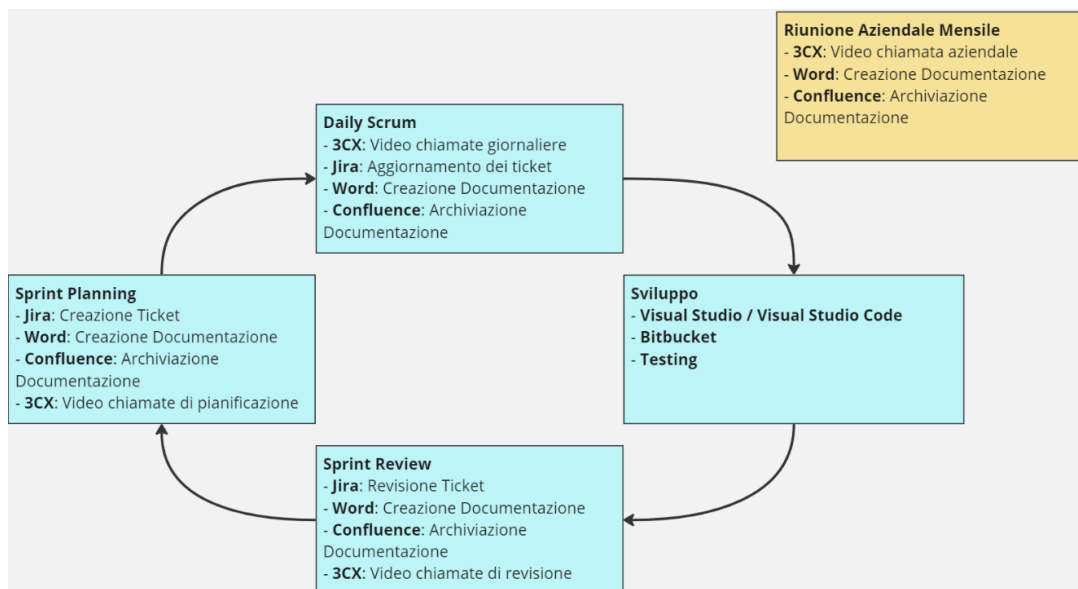 Riunione Aziendale Mensile
- 3CX: Video chiamata aziendale
- Word: Creazione Documentazione
- Confluence: Archiviazione
Documentazione
Daily Scrum
- 3CX: Video chiamate giornaliere
- Jira: Aggiornamento dei ticket
- Word: Creazione Documentazione
- Confluence: Archiviazione
Documentazione
Sprint Planning
- Jira: Creazione Ticket
- Word: Creazione Documentazione
- Confluence: Archiviazione
Documentazione
- 3CX: Video chiamate di pianificazione
Sviluppo
- Visual Studio / Visual Studio Code
- Bitbucket
- Testing
Sprint Review
- Jira: Revisione Ticket
- Word: Creazione Documentazione
- Confluence: Archiviazione
Documentazione
- 3CX: Video chiamate di revisione